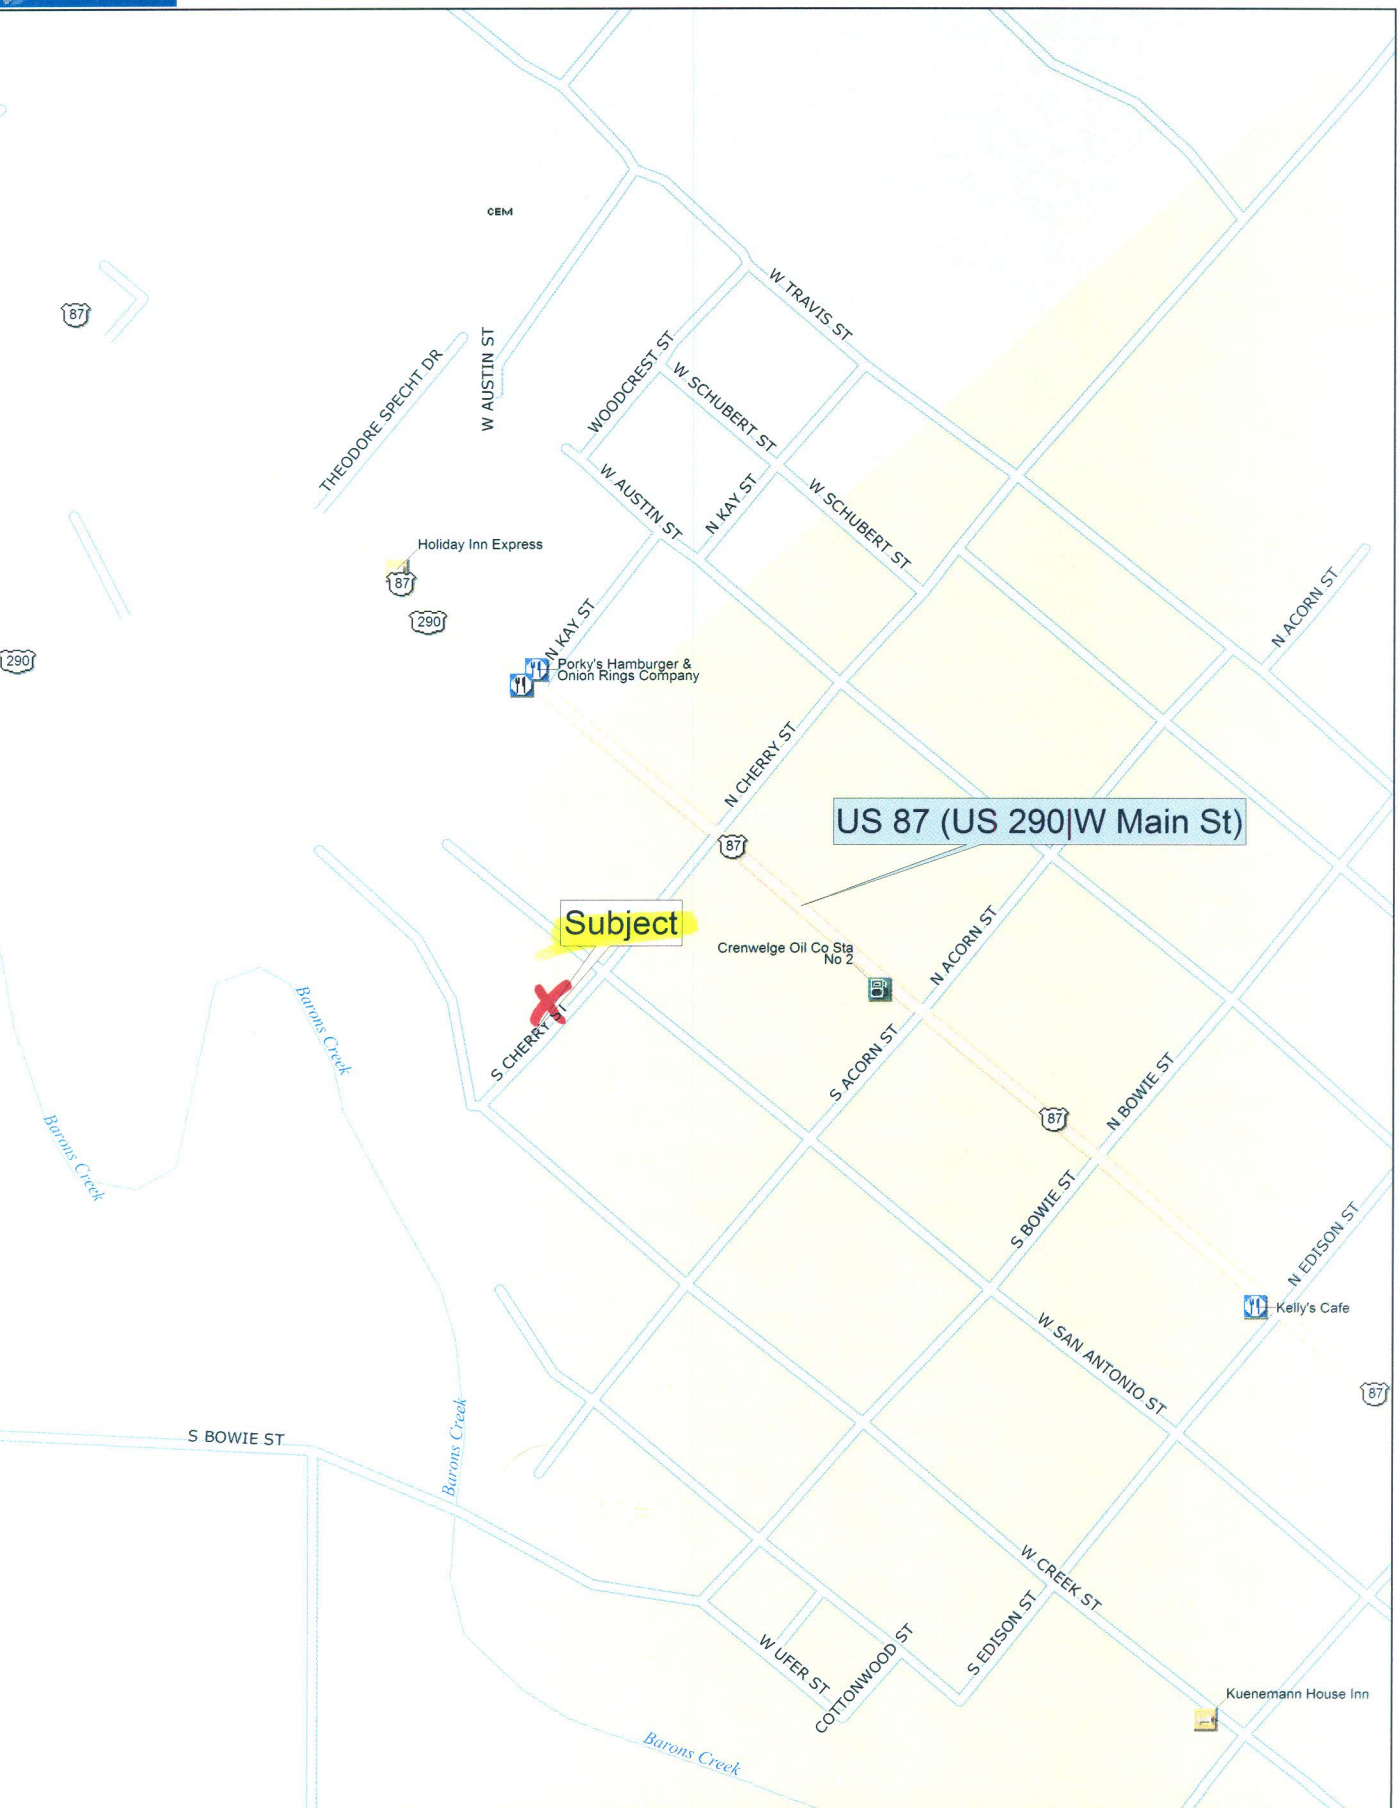 CEM
W TRAVIS ST
87
WOODCREST ST
W AUSTIN ST
THEODORE SPECHT DR
W SCHUBERT ST
W AUSTIN ST
N KAY ST
W SCHUBERT ST
Holiday Inn Express
87
290
N ACORN ST
N KAY ST
290
Porky's Hamburger &
Onion Rings Company
N CHERRY ST
US 87 (US 290|W Main St)
87
Subject
Crenwelge Oil Co Sta
No 2
N ACORN ST
S CHERRY ST
Barons Creek
S ACORN ST
N BOWIE ST
87
Barons Creek
S BOWIE ST
N EDISON ST
Kelly's Cafe
W SAN ANTONIO ST
87
S BOWIE ST
Barons Creek
W CREEK ST
S EDISON ST
W UFER ST
COTTONWOOD ST
Kuenemann House Inn
Barons Creek